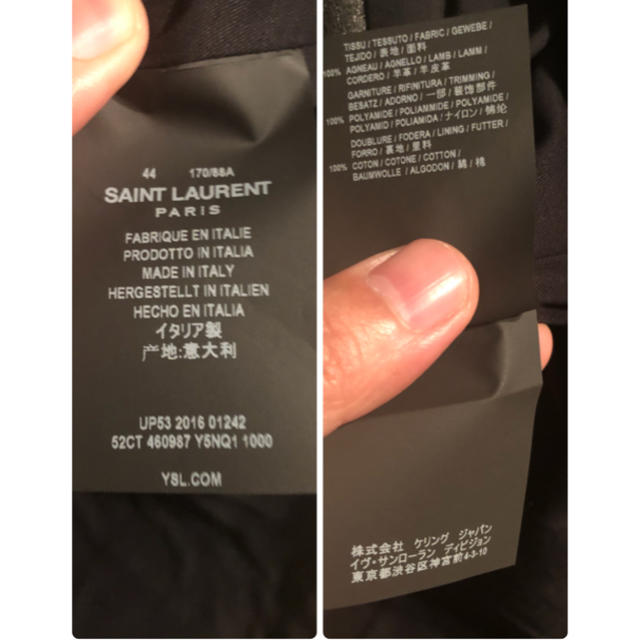 44 170/88A
SAINT LAURENT
PARIS
FABRIQUE EN ITALIE
PRODOTTO IN ITALIA
MADE IN ITALY
HERGESTELLT IN ITALIEN
HECHO EN ITALIA
イタリア製
产地:意大利
UP53 2016 01242
52CT 460987 Y5NQ1 1000
YSL.COM
TISSU / TESSUTO / FABRIC / GEWEBE /
TEJIDO / 表地 / 面料
100% AGNEAU / AGNELLO / LAMB / LAMM /
CORDERO / 羊革 / 羊皮革
GARNITURE / RIFINITURA / TRIMMING /
BESATZ / ADORNO / 一部 / 装饰部件
100% POLYAMIDE / POLIAMMIDE / POLYAMIDE /
POLYAMID / POLIAMIDA / ナイロン / 锦纶
DOUBLURE / FODERA / LINING / FUTTER /
FORRO / 裏地 / 里料
100% COTON / COTONE / COTTON /
BAUMWOLLE / ALGODON / 綿 / 棉
株式会社 ケリング ジャパン
イヴ・サンローラン ディビジョン
東京都渋谷区神宮前4-3-10